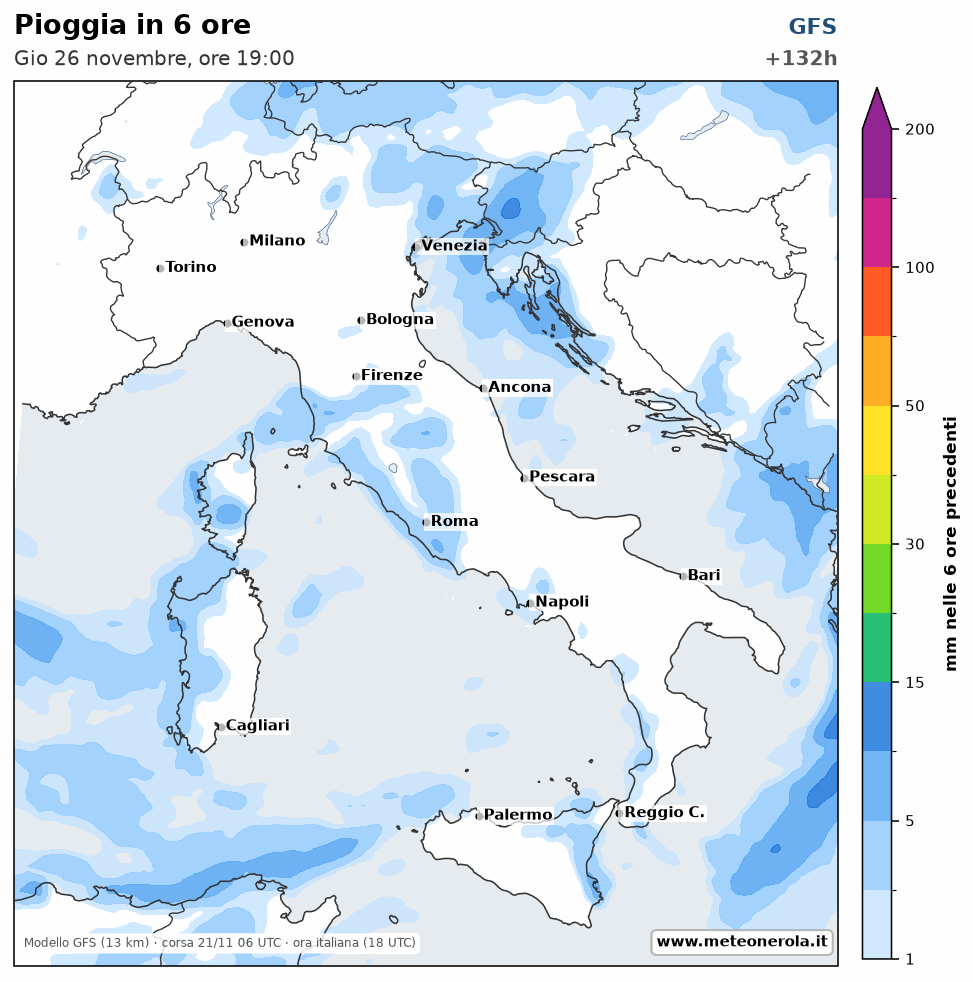 Pioggia in 6 ore
GFS
Gio 26 novembre, ore 19:00
+132h
Milano
Venezia
Torino
Genova
Bologna
Firenze
Ancona
Pescara
Roma
Bari
Napoli
Cagliari
Palermo
Reggio C.
200
100
50
30
15
5
1
mm nelle 6 ore precedenti
Modello GFS (13 km) · corsa 21/11 06 UTC · ora italiana (18 UTC)
www.meteonerola.it